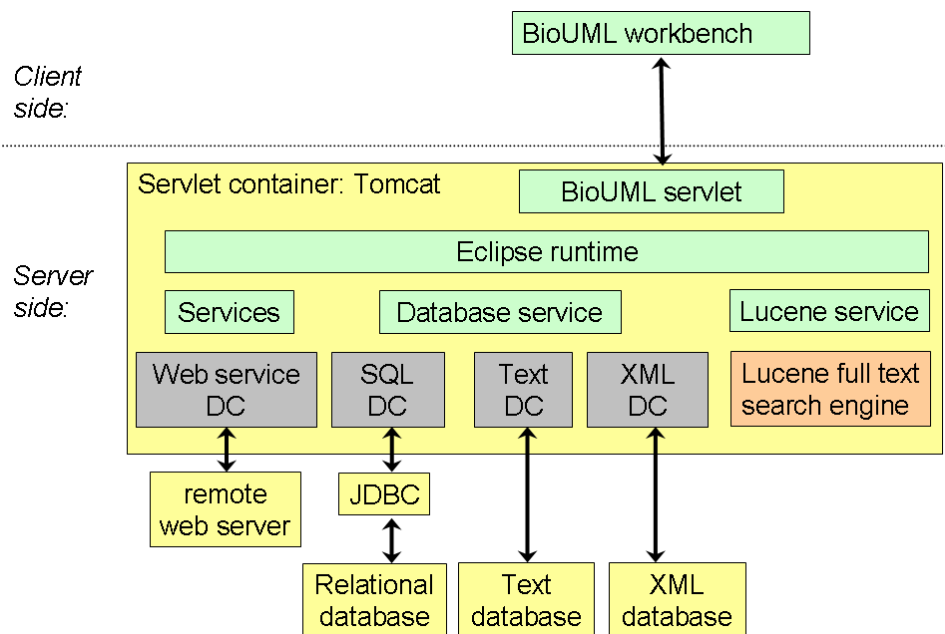 BioUML workbench
Client
side:
Servlet container: Tomcat
BioUML servlet
Eclipse runtime
Server
side:
Services
Database service
Lucene service
Web service
DC
SQL
DC
Text
DC
XML
DC
Lucene full text
search engine
remote
web server
JDBC
Relational
database
Text
database
XML
database